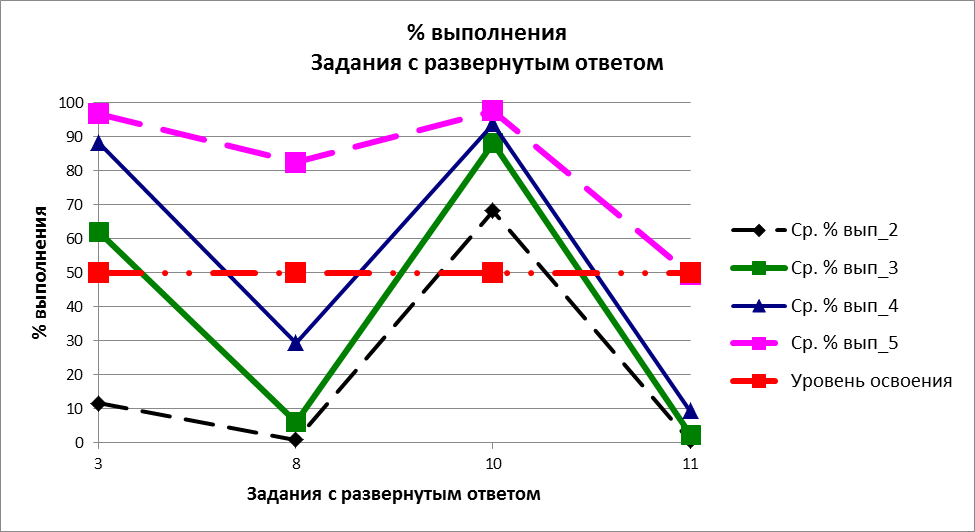 % выполнения
Задания с развернутым ответом
100
90
80
70
60
50
40
30
20
10
0
% выполнения
3 8 10 11
Задания с развернутым ответом
Ср. % вып_2
Ср. % вып_3
Ср. % вып_4
Ср. % вып_5
Уровень освоения